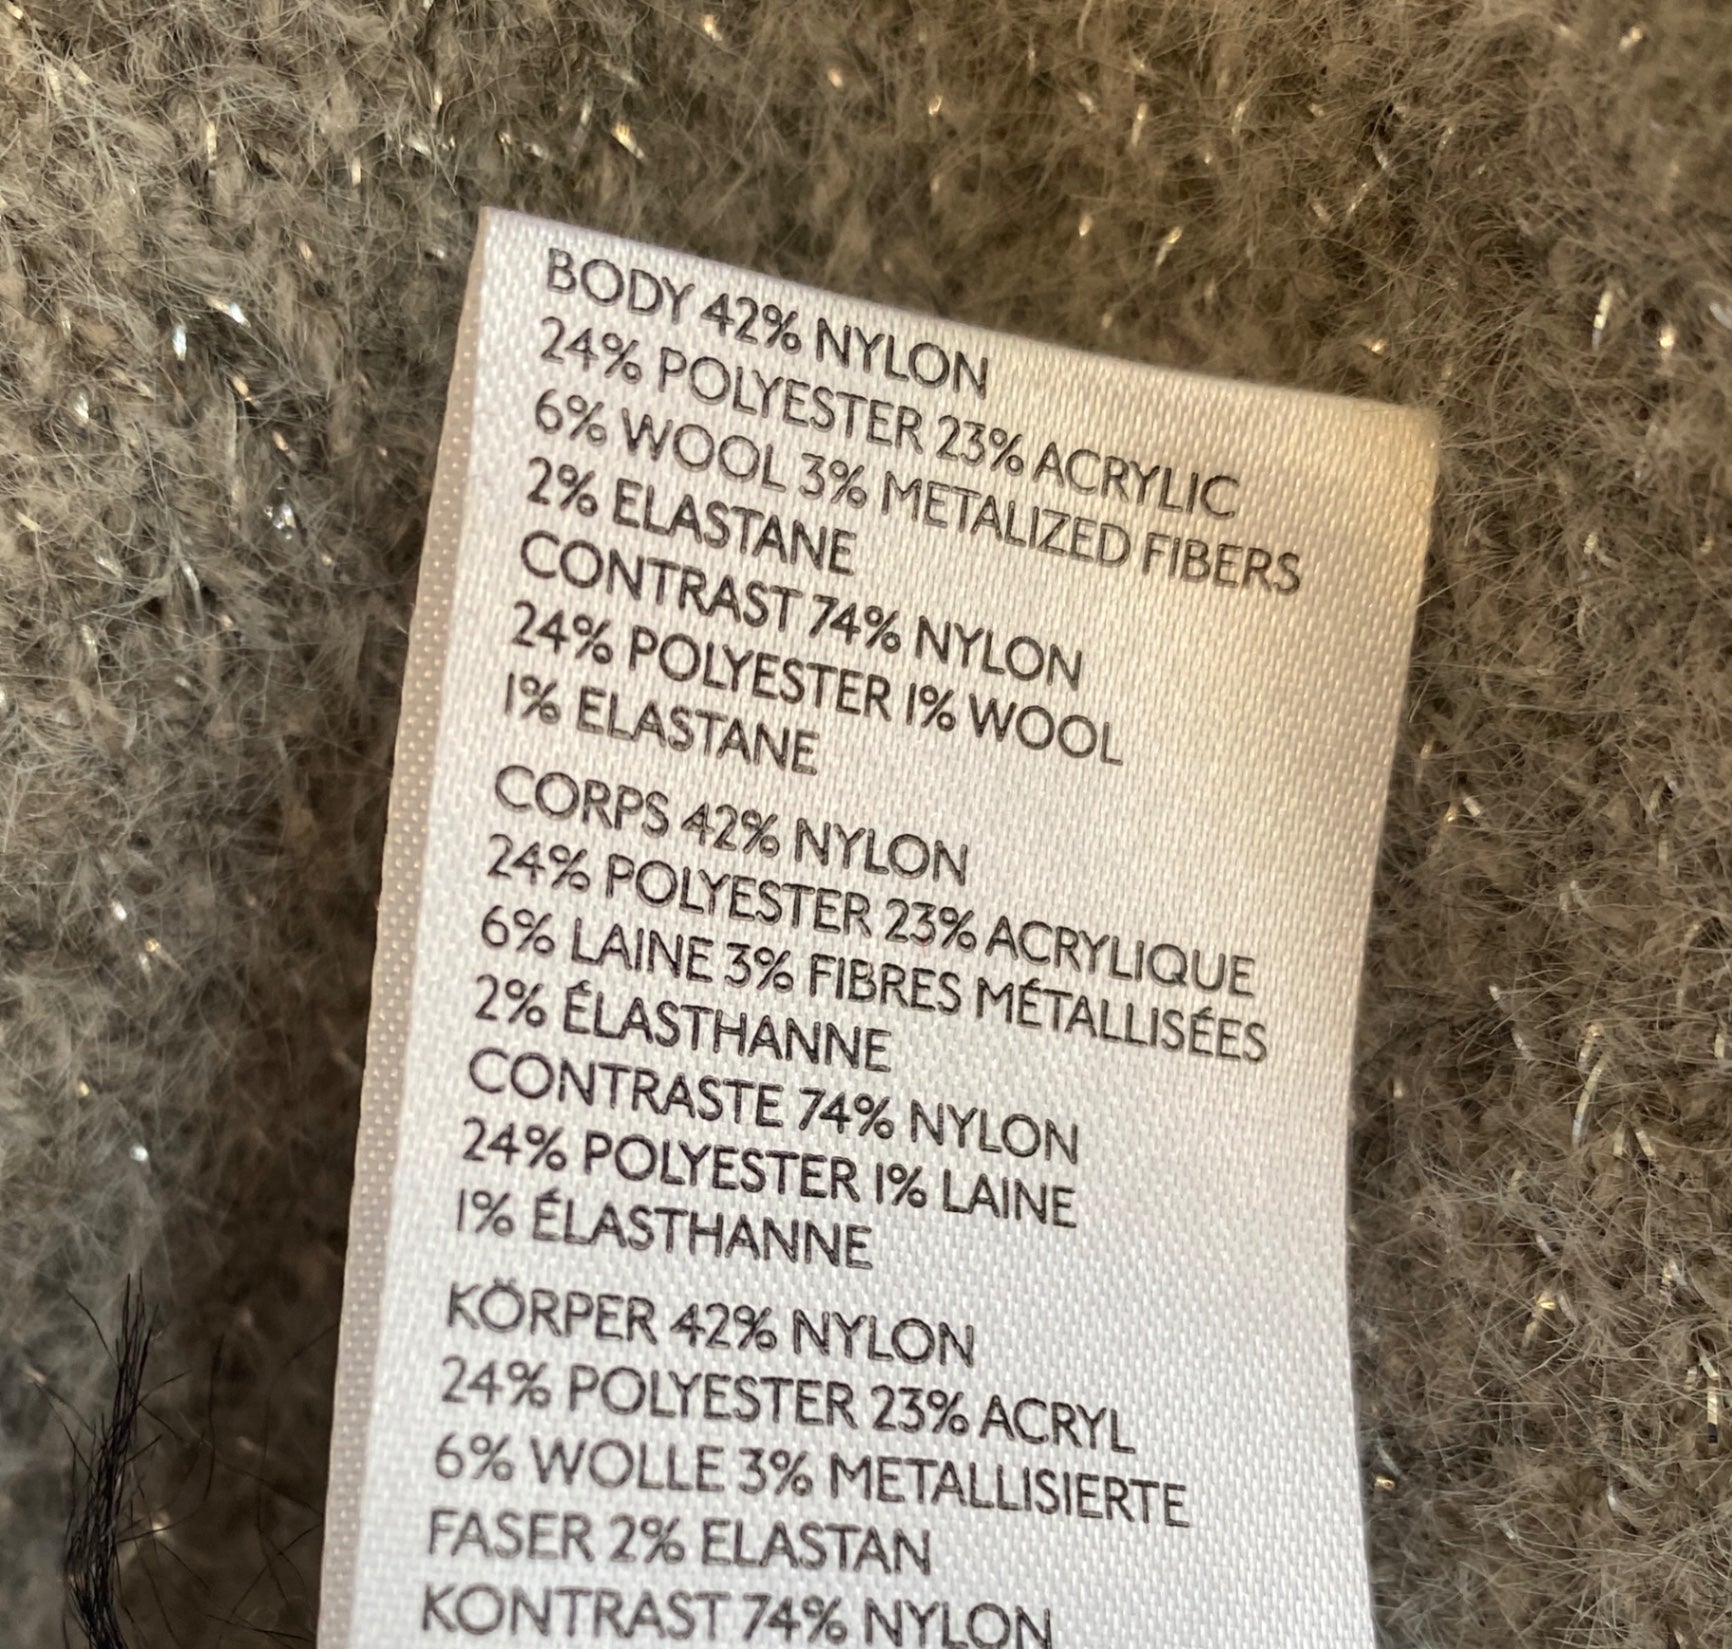 BODY 42% NYLON
24% POLYESTER 23% ACRYLIC
6% WOOL 3% METALIZED FIBERS
2% ELASTANE
CONTRAST 74% NYLON
24% POLYESTER 1% WOOL
1% ELASTANE
CORPS 42% NYLON
24% POLYESTER 23% ACRYLIQUE
6% LAINE 3% FIBRES MÉTALLISÉES
2% ÉLASTHANNE
CONTRASTE 74% NYLON
24% POLYESTER 1% LAINE
1% ÉLASTHANNE
KÖRPER 42% NYLON
24% POLYESTER 23% ACRYL
6% WOLLE 3% METALLISIERTE
FASER 2% ELASTAN
KONTRAST 74% NYLON